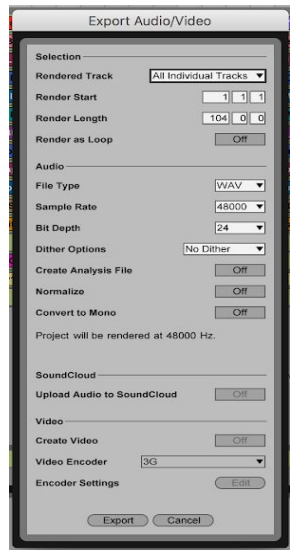 Export Audio/Video
Selection
Rendered Track All Individual Tracks
Render Start 1 1 1
Render Length 104 0 0
Render as Loop Off
Audio
File Type WAV
Sample Rate 48000
Bit Depth 24
Dither Options No Dither
Create Analysis File Off
Normalize Off
Convert to Mono Off
Project will be rendered at 48000 Hz.
SoundCloud
Upload Audio to SoundCloud Off
Video
Create Video Off
Video Encoder 3G
Encoder Settings Edit
Export Cancel